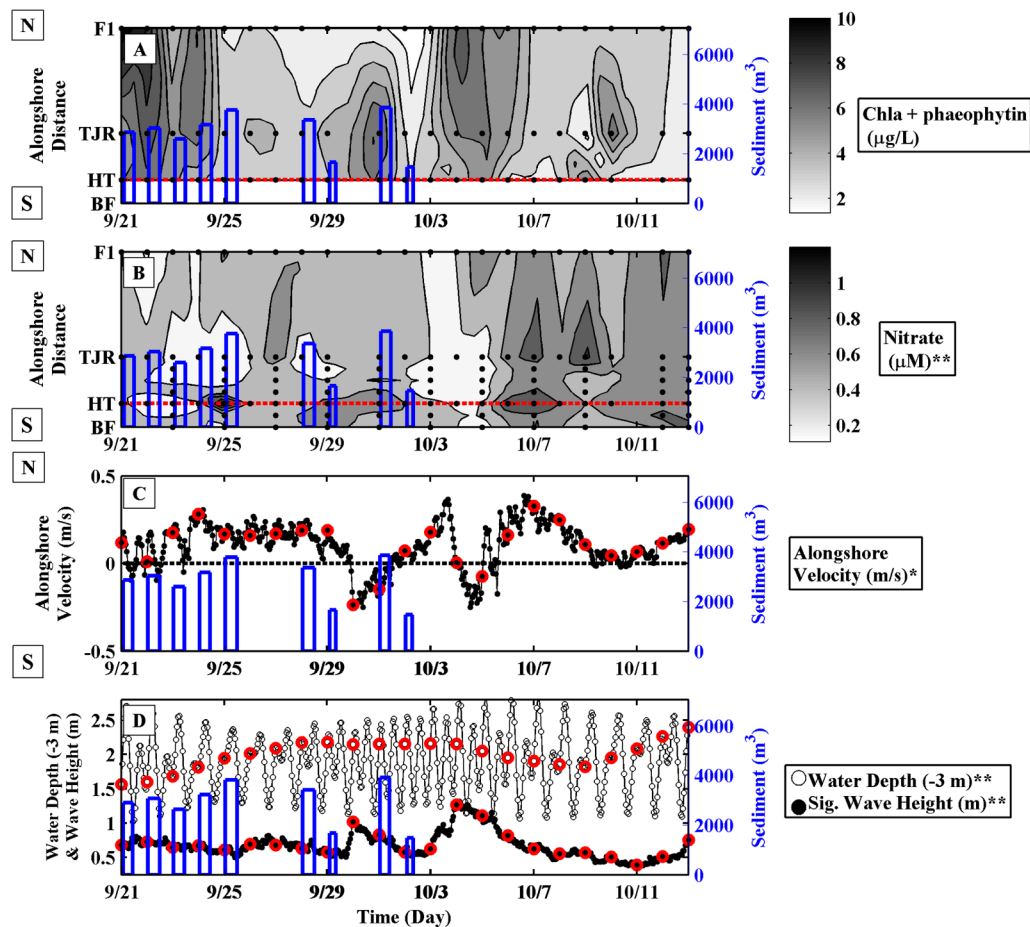 N
F1
A
Alongshore
Distance
TJR
HT
S
BF
9/21
9/25
9/29
10/3
10/7
10/11
6000
4000
2000
0
Sediment (m³)
10
8
6
4
2
Chla + phaeophytin
(μg/L)
N
F1
B
Alongshore
Distance
TJR
HT
S
BF
9/21
9/25
9/29
10/3
10/7
10/11
6000
4000
2000
0
Sediment (m³)
1
0.8
0.6
0.4
0.2
Nitrate
(μM)**
N
0.5
C
Alongshore
Velocity (m/s)
0
-0.5
S
9/21
9/25
9/29
10/3
10/7
10/11
6000
4000
2000
0
Sediment (m³)
Alongshore
Velocity (m/s)*
D
Water Depth (-3 m)
& Wave Height (m)
2.5
2
1.5
1
0.5
9/21
9/25
9/29
10/3
10/7
10/11
Time (Day)
6000
4000
2000
0
Sediment (m³)
Water Depth (-3 m)**
Sig. Wave Height (m)**